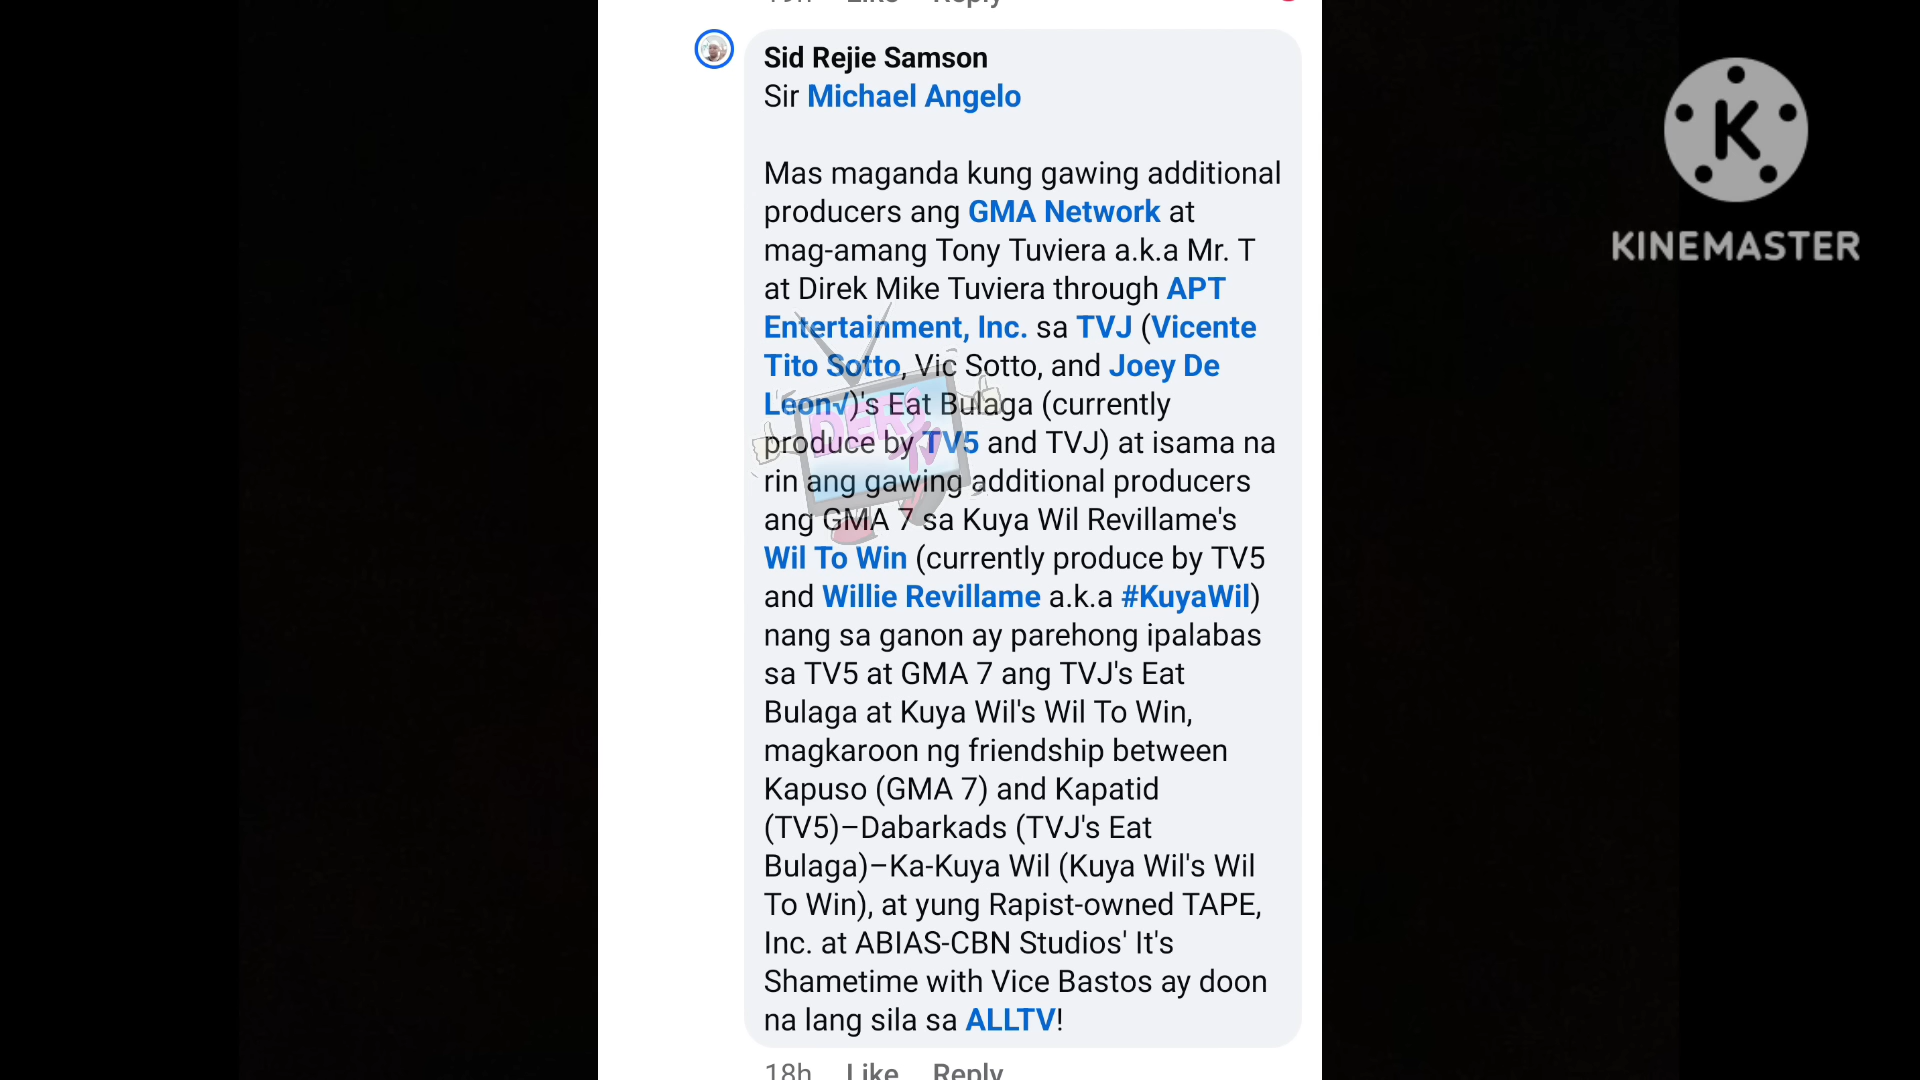 19h Like Reply
Sid Rejie Samson
Sir Michael Angelo
Mas maganda kung gawing additional
producers ang GMA Network at
mag-amang Tony Tuviera a.k.a Mr. T
at Direk Mike Tuviera through APT
Entertainment, Inc. sa TVJ (Vicente
Tito Sotto, Vic Sotto, and Joey De
Leon√)'s Eat Bulaga (currently
produce by TV5 and TVJ) at isama na
rin ang gawing additional producers
ang GMA 7 sa Kuya Wil Revillame's
Wil To Win (currently produce by TV5
and Willie Revillame a.k.a #KuyaWil)
nang sa ganon ay parehong ipalabas
sa TV5 at GMA 7 ang TVJ's Eat
Bulaga at Kuya Wil's Wil To Win,
magkaroon ng friendship between
Kapuso (GMA 7) and Kapatid
(TV5)–Dabarkads (TVJ's Eat
Bulaga)–Ka-Kuya Wil (Kuya Wil's Wil
To Win), at yung Rapist-owned TAPE,
Inc. at ABIAS-CBN Studios' It's
Shametime with Vice Bastos ay doon
na lang sila sa ALLTV!
18h Like Reply
DERS
TV
K
KINEMASTER